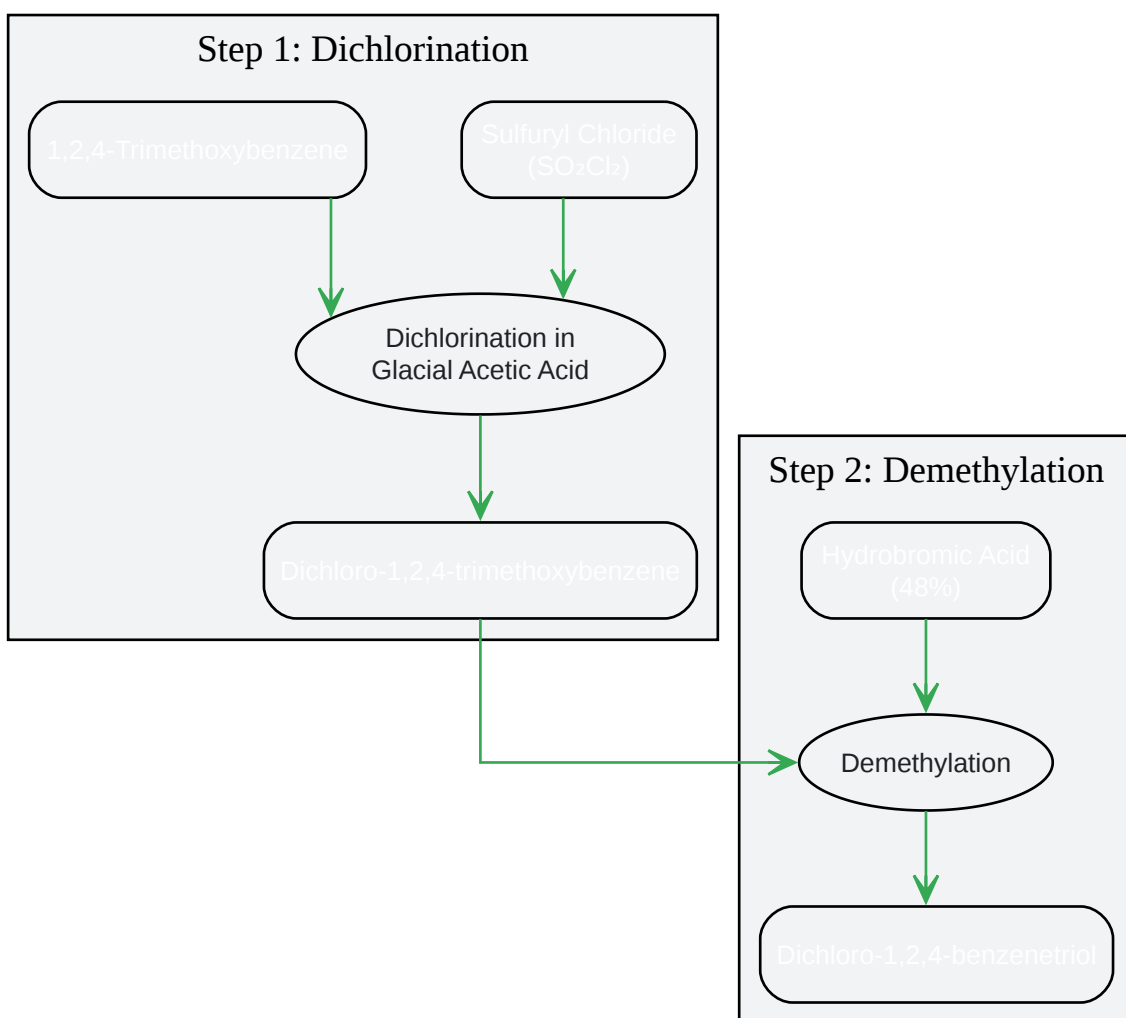 Step 1: Dichlorination
1,2,4-Trimethoxybenzene
Sulfuryl Chloride
(SO₂Cl₂)
Dichlorination in
Glacial Acetic Acid
Dichloro-1,2,4-trimethoxybenzene
Step 2: Demethylation
Hydrobromic Acid
(48%)
Demethylation
Dichloro-1,2,4-benzenetriol